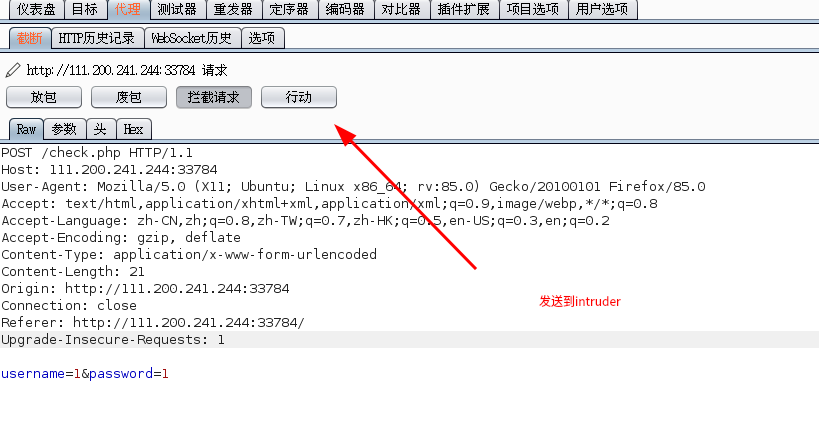 仪表盘 目标 代理 测试器 重发器 定序器 编码器 对比器 插件扩展 项目选项 用户选项
截断 HTTP历史记录 WebSocket历史 选项
http://111.200.241.244:33784 请求
放包 废包 拦截请求 行动
Raw 参数 头 Hex
POST /check.php HTTP/1.1
Host: 111.200.241.244:33784
User-Agent: Mozilla/5.0 (X11; Ubuntu; Linux x86_64; rv:85.0) Gecko/20100101 Firefox/85.0
Accept: text/html,application/xhtml+xml,application/xml;q=0.9,image/webp,*/*;q=0.8
Accept-Language: zh-CN,zh;q=0.8,zh-TW;q=0.7,zh-HK;q=0.5,en-US;q=0.3,en;q=0.2
Accept-Encoding: gzip, deflate
Content-Type: application/x-www-form-urlencoded
Content-Length: 21
Origin: http://111.200.241.244:33784
发送到intruder
Connection: close
Referer: http://111.200.241.244:33784/
Upgrade-Insecure-Requests: 1
username=1&password=1